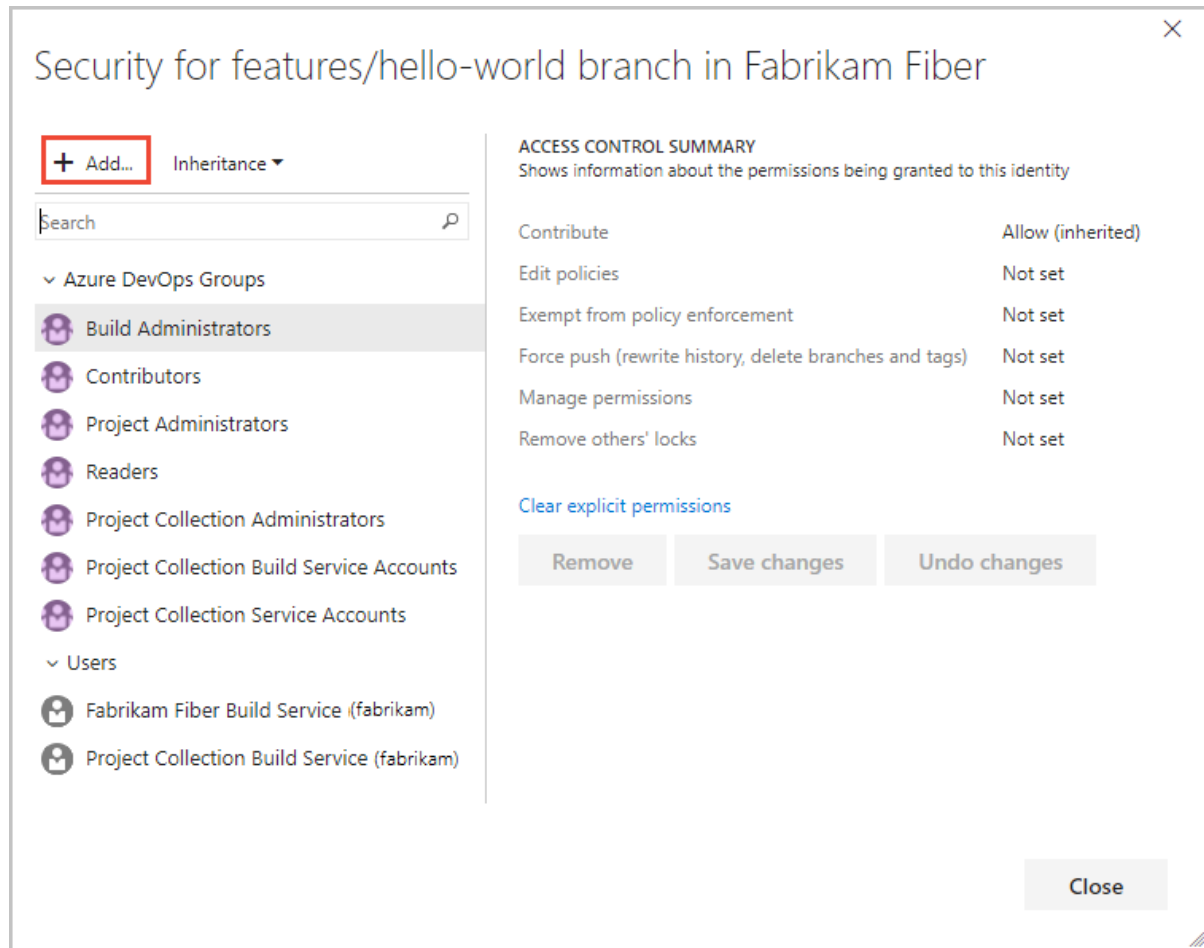 Security for features/hello-world branch in Fabrikam Fiber
+ Add...
Inheritance
Search
Azure DevOps Groups
Build Administrators
Contributors
Project Administrators
Readers
Project Collection Administrators
Project Collection Build Service Accounts
Project Collection Service Accounts
Users
Fabrikam Fiber Build Service (fabrikam)
Project Collection Build Service (fabrikam)
ACCESS CONTROL SUMMARY
Shows information about the permissions being granted to this identity
Contribute Allow (inherited)
Edit policies Not set
Exempt from policy enforcement Not set
Force push (rewrite history, delete branches and tags) Not set
Manage permissions Not set
Remove others' locks Not set
Clear explicit permissions
Remove
Save changes
Undo changes
Close